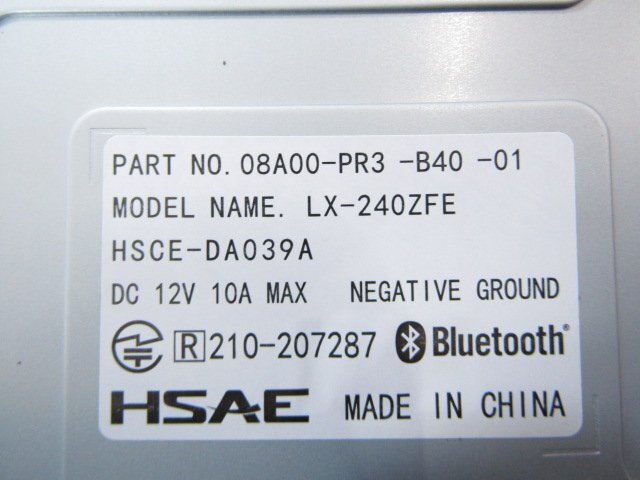 PART NO. 08A00-PR3 -B40 -01
MODEL NAME. LX-240ZFE
HSCE-DA039A
DC 12V 10A MAX NEGATIVE GROUND
R 210-207287 Bluetooth®
HSAE MADE IN CHINA